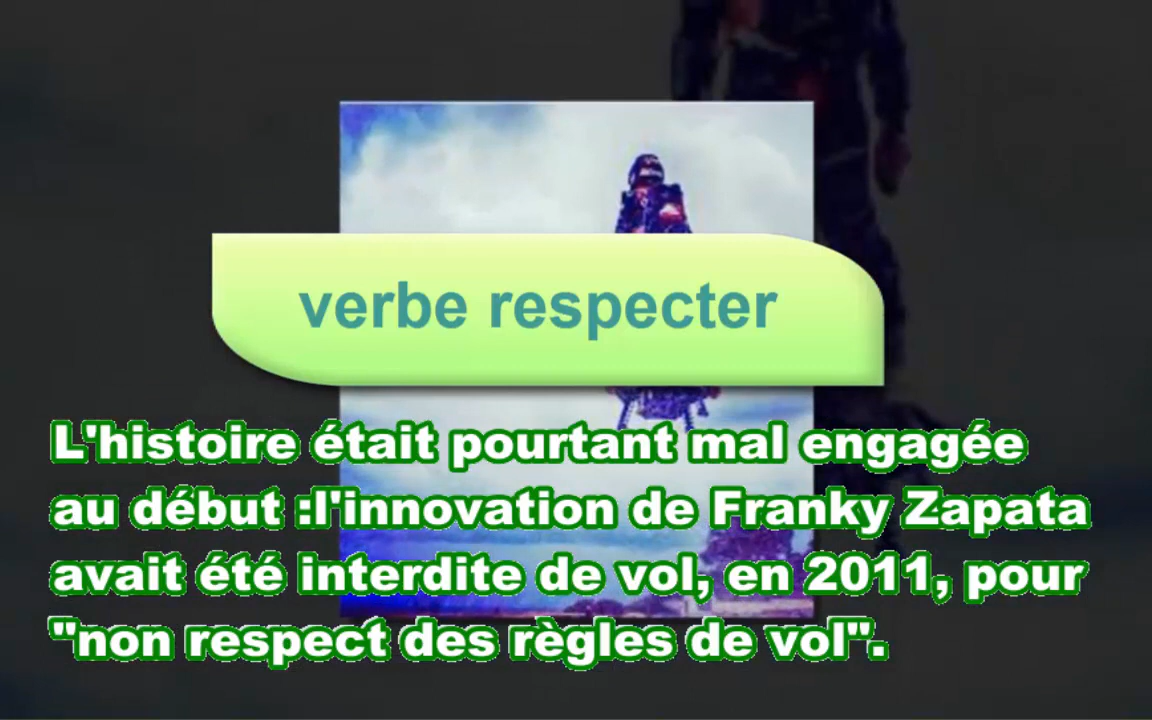 verbe respecter
L'histoire était pourtant mal engagée
au début :l'innovation de Franky Zapata
avait été interdite de vol, en 2011, pour
"non respect des règles de vol".